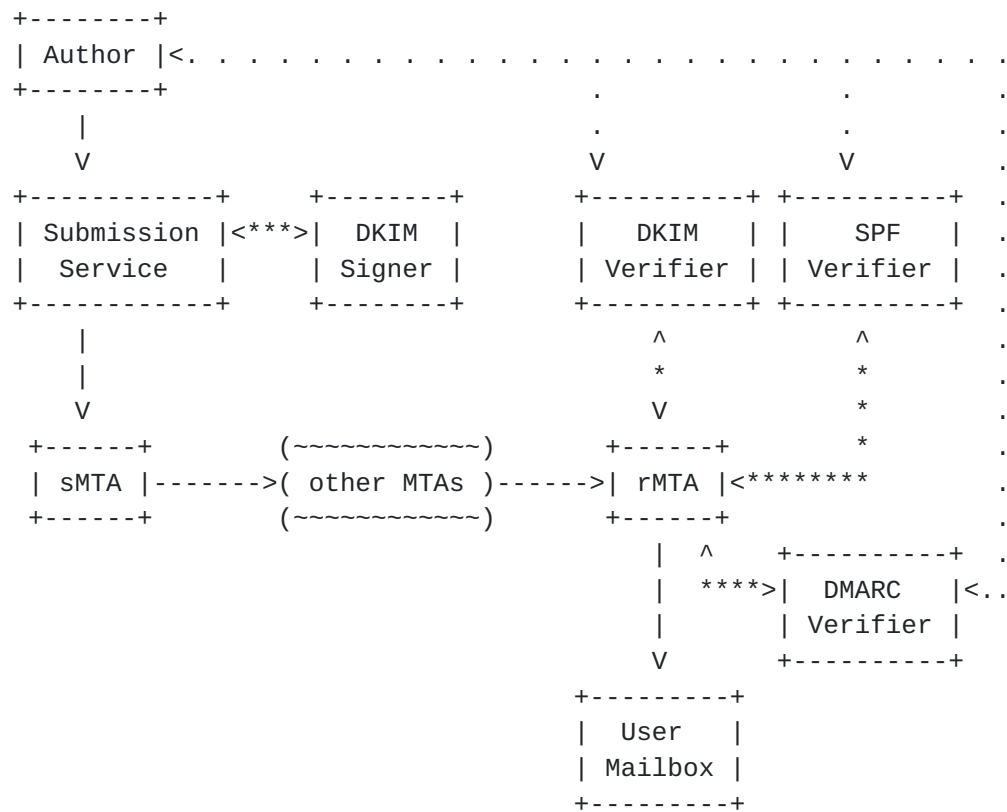 Author
Submission
Service
DKIM
Signer
DKIM
Verifier
SPF
Verifier
sMTA
other MTAs
rMTA
DMARC
Verifier
User
Mailbox